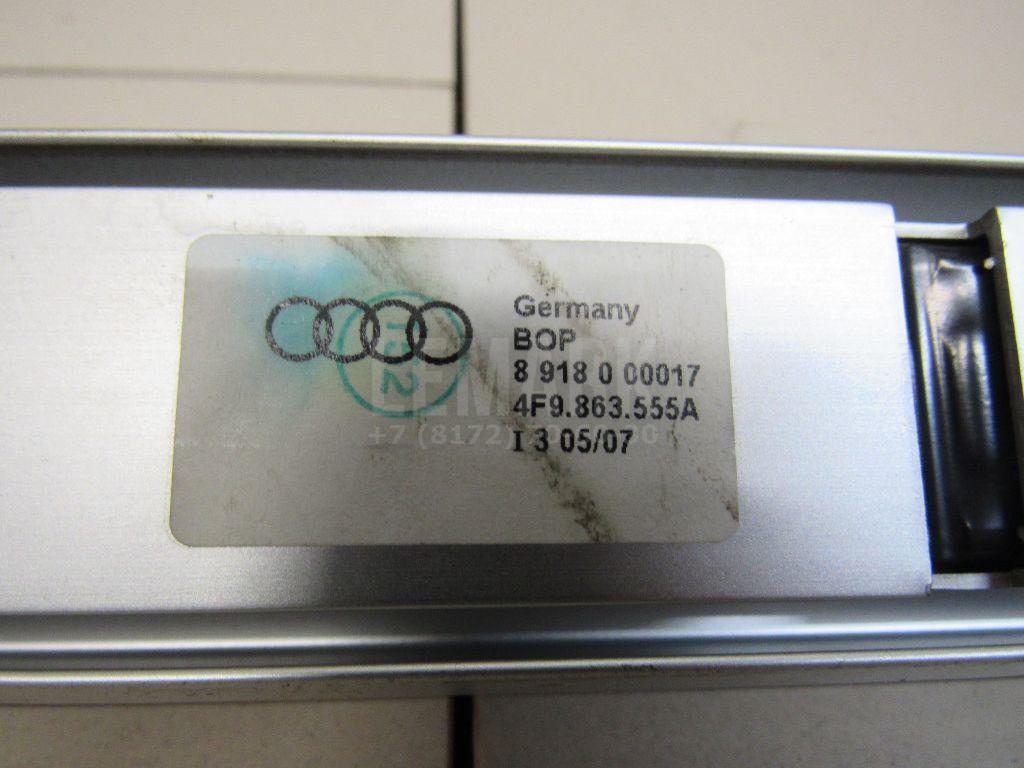 Germany
BOP
8 918 0 00017
4F9.863.555A
I 3 05/07